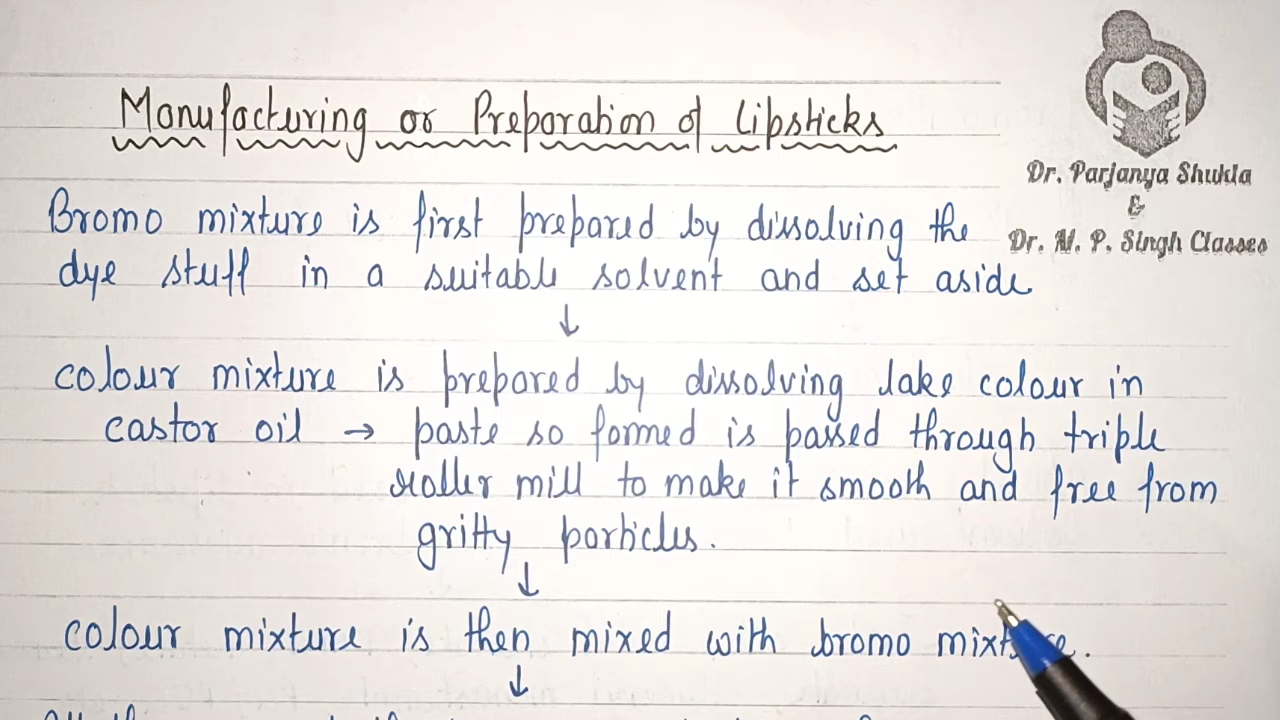 Manufacturing or Preparation of Lipsticks
Dr. Parjanya Shukla
&
Dr. M. P. Singh Classes
Bromo mixture is first prepared by dissolving the
dye stuff in a suitable solvent and set aside
↓
colour mixture is prepared by dissolving lake colour in
castor oil → paste so formed is passed through triple
roller mill to make it smooth and free from
gritty particles.
↓
colour mixture is then mixed with bromo mixture.
↓